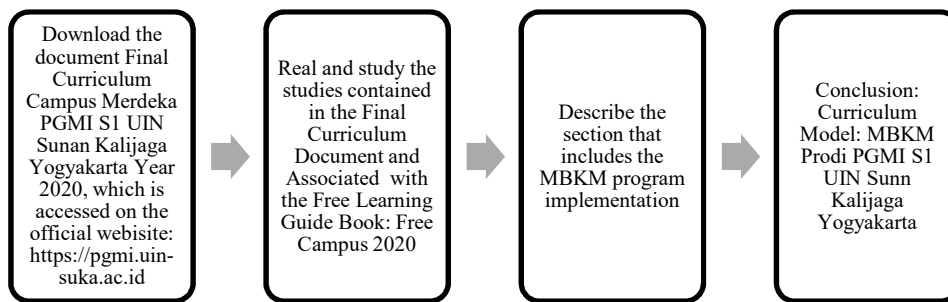 Download the
document Final
Curriculum
Campus Merdeka
PGMI S1 UIN
Sunan Kalijaga
Yogyakarta Year
2020, which is
accessed on the
official webisite:
https://pgmi.uin-
suka.ac.id
Real and study the
studies contained
in the Final
Curriculum
Document and
Associated with
the Free Learning
Guide Book: Free
Campus 2020
Describe the
section that
includes the
MBKM program
implementation
Conclusion:
Curriculum
Model: MBKM
Prodi PGMI S1
UIN Sunn
Kalijaga
Yogyakarta